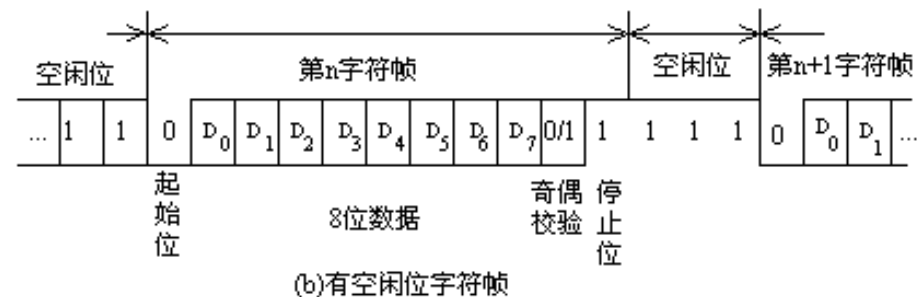 空闲位 第n字符帧 空闲位 第n+1字符帧
... 1 1 0 D0 D1 D2 D3 D4 D5 D6 D7 0/1 1 1 1 1 0 D0 D1 ...
起始位 8位数据 奇偶校验 停止位
(b)有空闲位字符帧